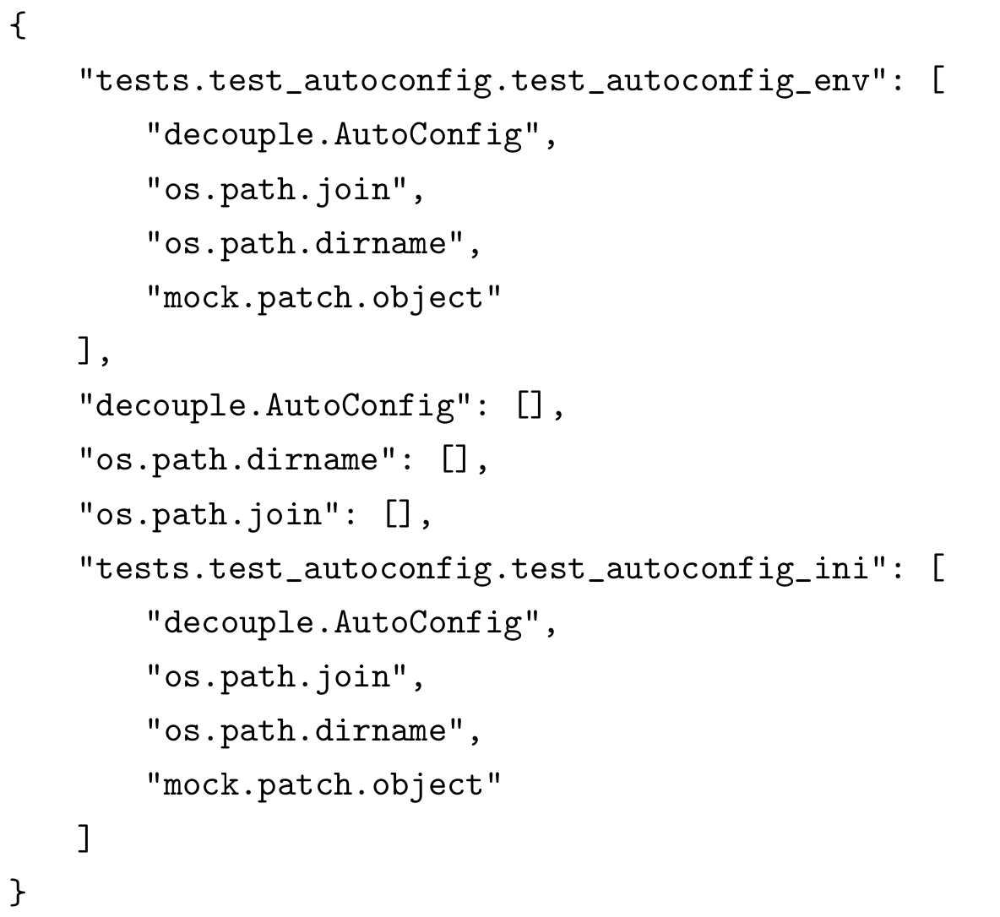 {
    "tests.test_autoconfig.test_autoconfig_env": [
        "decouple.AutoConfig",
        "os.path.join",
        "os.path.dirname",
        "mock.patch.object"
    ],
    "decouple.AutoConfig": [],
    "os.path.dirname": [],
    "os.path.join": [],
    "tests.test_autoconfig.test_autoconfig_ini": [
        "decouple.AutoConfig",
        "os.path.join",
        "os.path.dirname",
        "mock.patch.object"
    ]
}